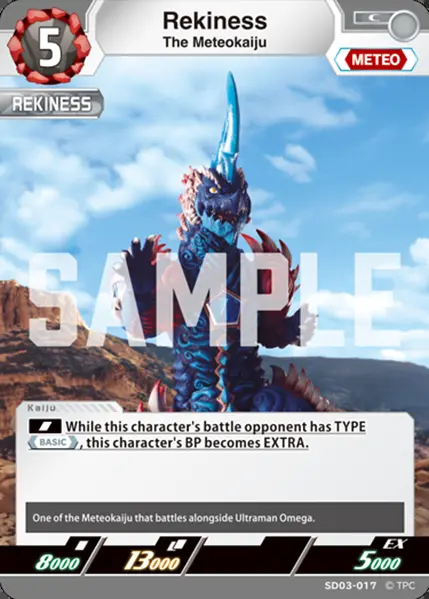 5
Rekiness
The Meteokaiju
METEO
REKINESS
SAMPLE
Kaiju
While this character's battle opponent has TYPE
BASIC, this character's BP becomes EXTRA.
One of the Meteokaiju that battles alongside Ultraman Omega.
8000
13000
EX
5000
SD03-017 © TPC